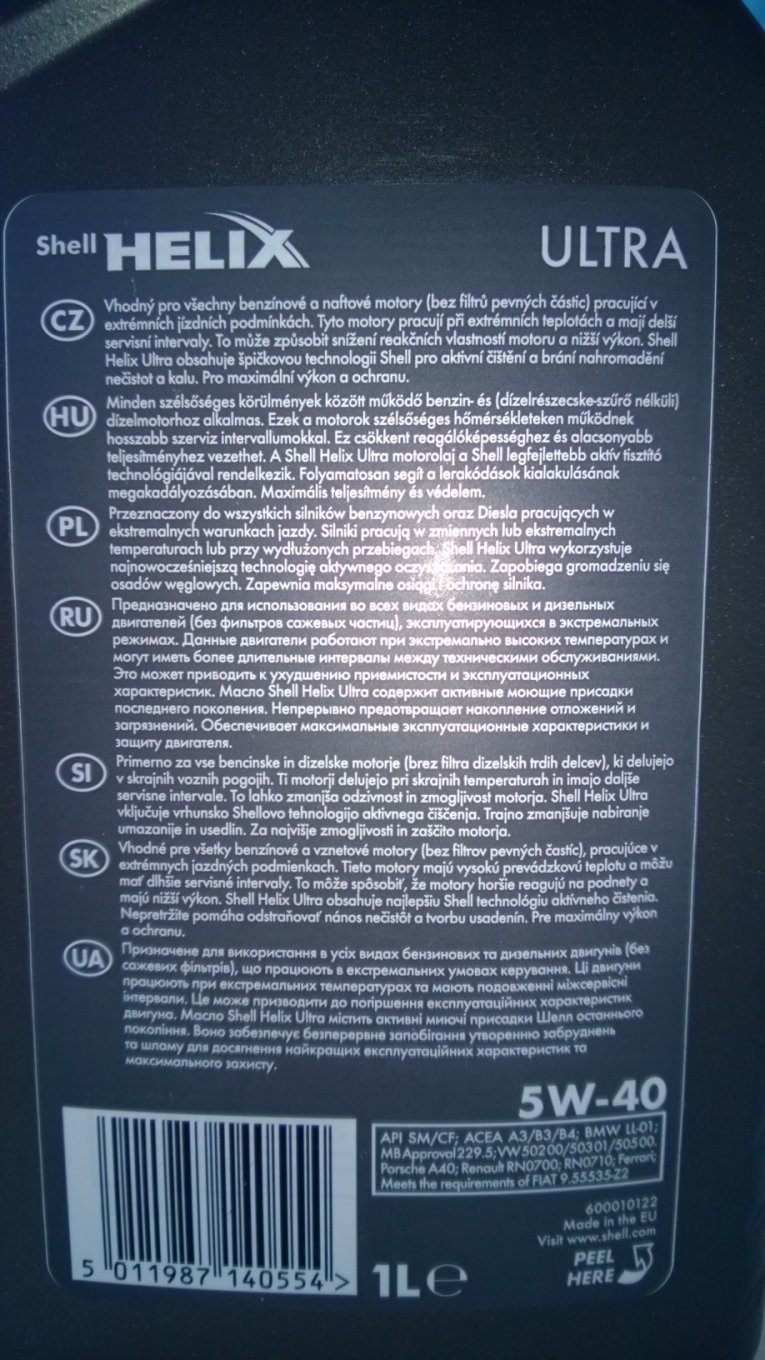 Shell HELIX ULTRA
CZ
Vhodný pro všechny benzínové a naftové motory (bez filtrů pevných částic) pracující v
extrémních jízdních podmínkách. Tyto motory pracují při extrémních teplotách a mají delší
servisní intervaly. To může způsobit snížení reakčních vlastností motoru a nižší výkon. Shell
Helix Ultra obsahuje špičkovou technologii Shell pro aktivní čištění a brání nahromadění
nečistot a kalu. Pro maximální výkon a ochranu.
HU
Minden szélsőséges körülmények között működő benzin- és (dízelrészecske-szűrő nélküli)
dízelmotorhoz alkalmas. Ezek a motorok szélsőséges hőmérsékleteken működnek
hosszabb szerviz intervallumokkal. Ez csökkent reagálóképességhez és alacsonyabb
teljesítményhez vezethet. A Shell Helix Ultra motorolaj a Shell legfejlettebb aktív tisztító
technológiájával rendelkezik. Folyamatosan segít a lerakódások kialakulásának
megakadályozásában. Maximális teljesítmény és védelem.
PL
Przeznaczony do wszystkich silników benzynowych oraz Diesla pracujących w
ekstremalnych warunkach jazdy. Silniki pracują w zmiennych lub ekstremalnych
temperaturach lub przy wydłużonych przebiegach. Shell Helix Ultra wykorzystuje
najnowocześniejszą technologię aktywnego oczyszczania. Zapobiega gromadzeniu się
osadów węglowych. Zapewnia maksymalne osiągi i ochronę silnika.
RU
Предназначено для использования во всех видах бензиновых и дизельных
двигателей (без фильтров сажевых частиц), эксплуатирующихся в экстремальных
режимах. Данные двигатели работают при экстремально высоких температурах и
могут иметь более длительные интервалы между техническими обслуживаниями.
Это может приводить к ухудшению приемистости и эксплуатационных
характеристик. Масло Shell Helix Ultra содержит активные моющие присадки
последнего поколения. Непрерывно предотвращает накопление отложений и
загрязнений. Обеспечивает максимальные эксплуатационные характеристики и
защиту двигателя.
SI
Primerno za vse bencinske in dizelske motorje (brez filtra dizelskih trdih delcev), ki delujejo
v skrajnih voznih pogojih. Ti motorji delujejo pri skrajnih temperaturah in imajo daljše
servisne intervale. To lahko zmanjša odzivnost in zmogljivost motorja. Shell Helix Ultra
vključuje vrhunsko Shellovo tehnologijo aktivnega čiščenja. Trajno zmanjšuje nabiranje
umazanije in usedlin. Za najvišje zmogljivosti in zaščito motorja.
SK
Vhodné pre všetky benzínové a vznetové motory (bez filtrov pevných častíc), pracujúce v
extrémnych jazdných podmienkach. Tieto motory majú vysokú prevádzkovú teplotu a môžu
mať dlhšie servisné intervaly. To môže spôsobiť, že motory horšie reagujú na podnety a
majú nižší výkon. Shell Helix Ultra obsahuje najlepšiu Shell technológiu aktívneho čistenia.
Nepretržite pomáha odstraňovať nános nečistôt a tvorbu usadenín. Pre maximálny výkon
a ochranu.
UA
Призначене для використання в усіх видах бензинових та дизельних двигунів (без
сажевих фільтрів), що працюють в екстремальних умовах керування. Ці двигуни
працюють при екстремальних температурах та мають подовженні міжсервісні
інтервали. Це може призводити до погіршення експлуатаційних характеристик
двигуна. Масло Shell Helix Ultra містить активні миючі присадки Шелл останнього
покоління. Воно забезпечує безперервне запобігання утворенню забруднень
та шламу для досягнення найкращих експлуатаційних характеристик та
максимального захисту.
5W-40
API SM/CF; ACEA A3/B3/B4; BMW LL-01;
MB Approval 229.5; VW 50200/50301/50500.
Porsche A40; Renault RN0700; RN0710; Ferrari;
Meets the requirements of FIAT 9.55535-Z2
600010122
Made in the EU
Visit www.shell.com
PEEL
HERE
5 011987 140554 >
1L ℮